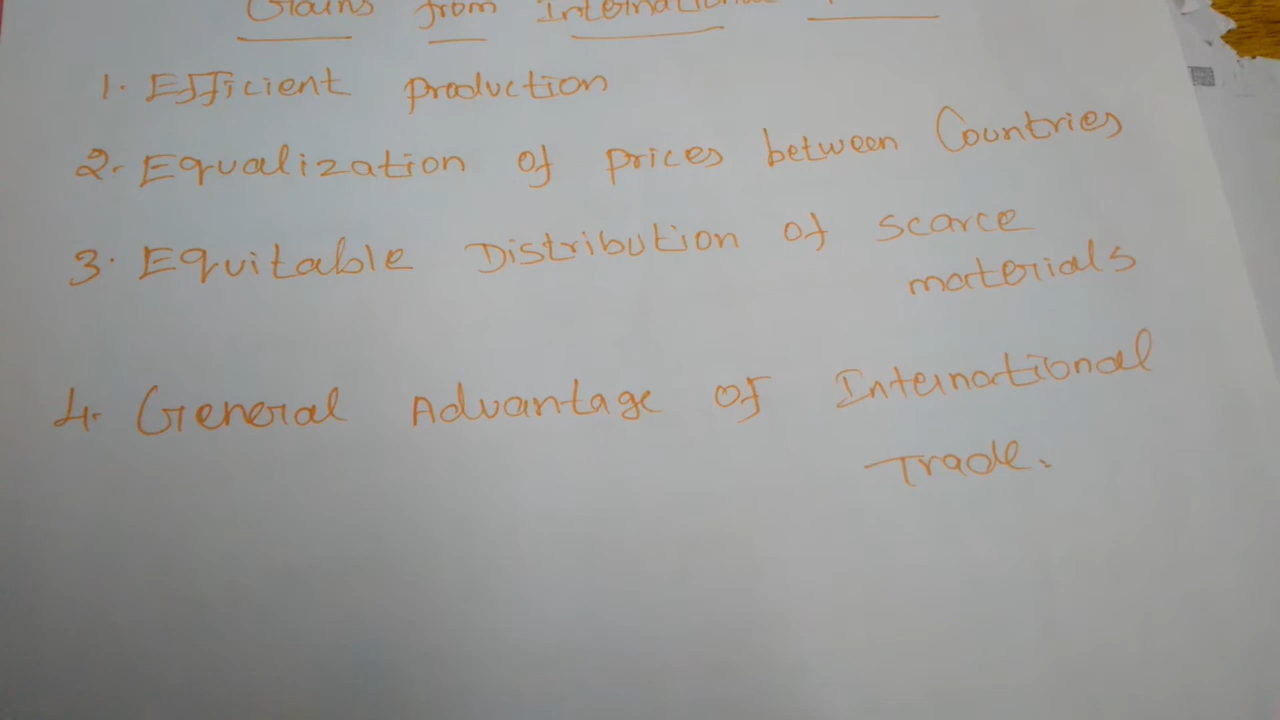 Gains from International
1. Efficient production
2. Equalization of prices between Countries
3. Equitable Distribution of scarce
materials
4. General Advantage of International
Trade.